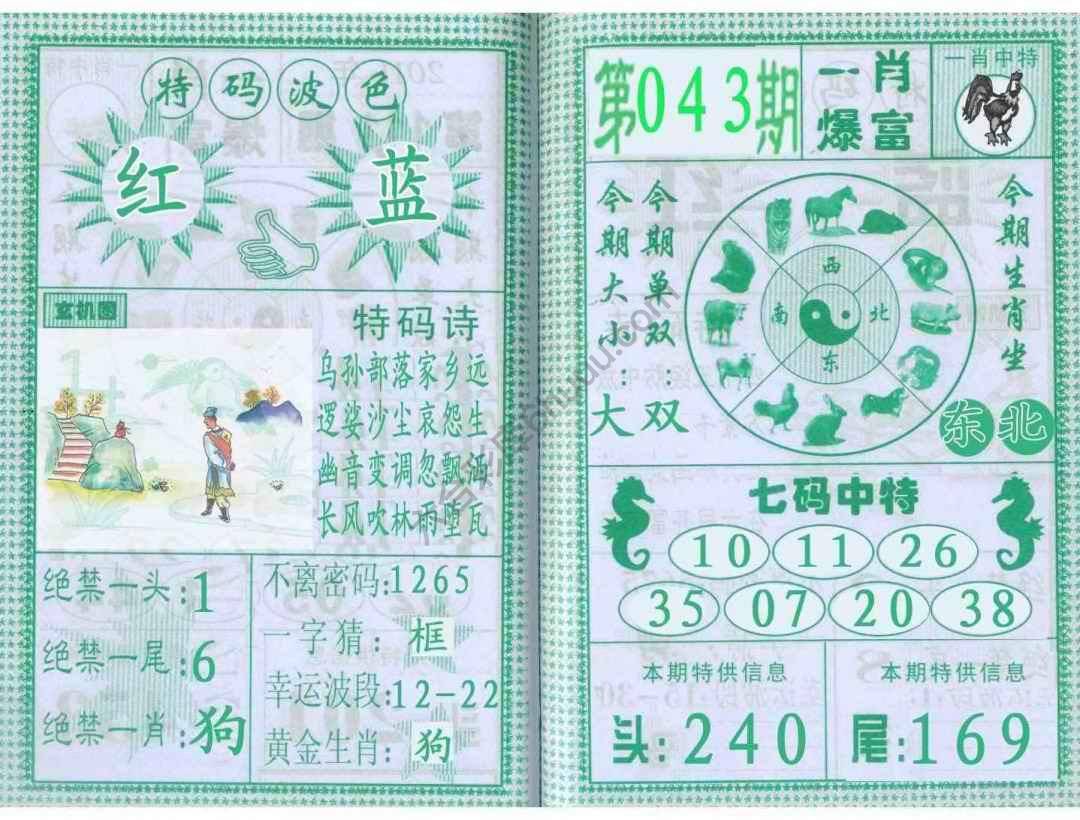 特码波色
红 蓝
玄机图
特码诗
乌孙部落家乡远
逻娑沙尘哀怨生
幽音变调忽飘洒
长风吹林雨堕瓦
绝禁一头:1
绝禁一尾:6
绝禁一肖:狗
不离密码:1265
一字猜：框
幸运波段:12-22
黄金生肖:狗
第043期
一肖
爆富
一肖中特
今期大小 大
今期单双 双
西
南 北
东
今期生肖坐
东北
七码中特
10 11 26
35 07 20 38
本期特供信息
头:240
本期特供信息
尾:169